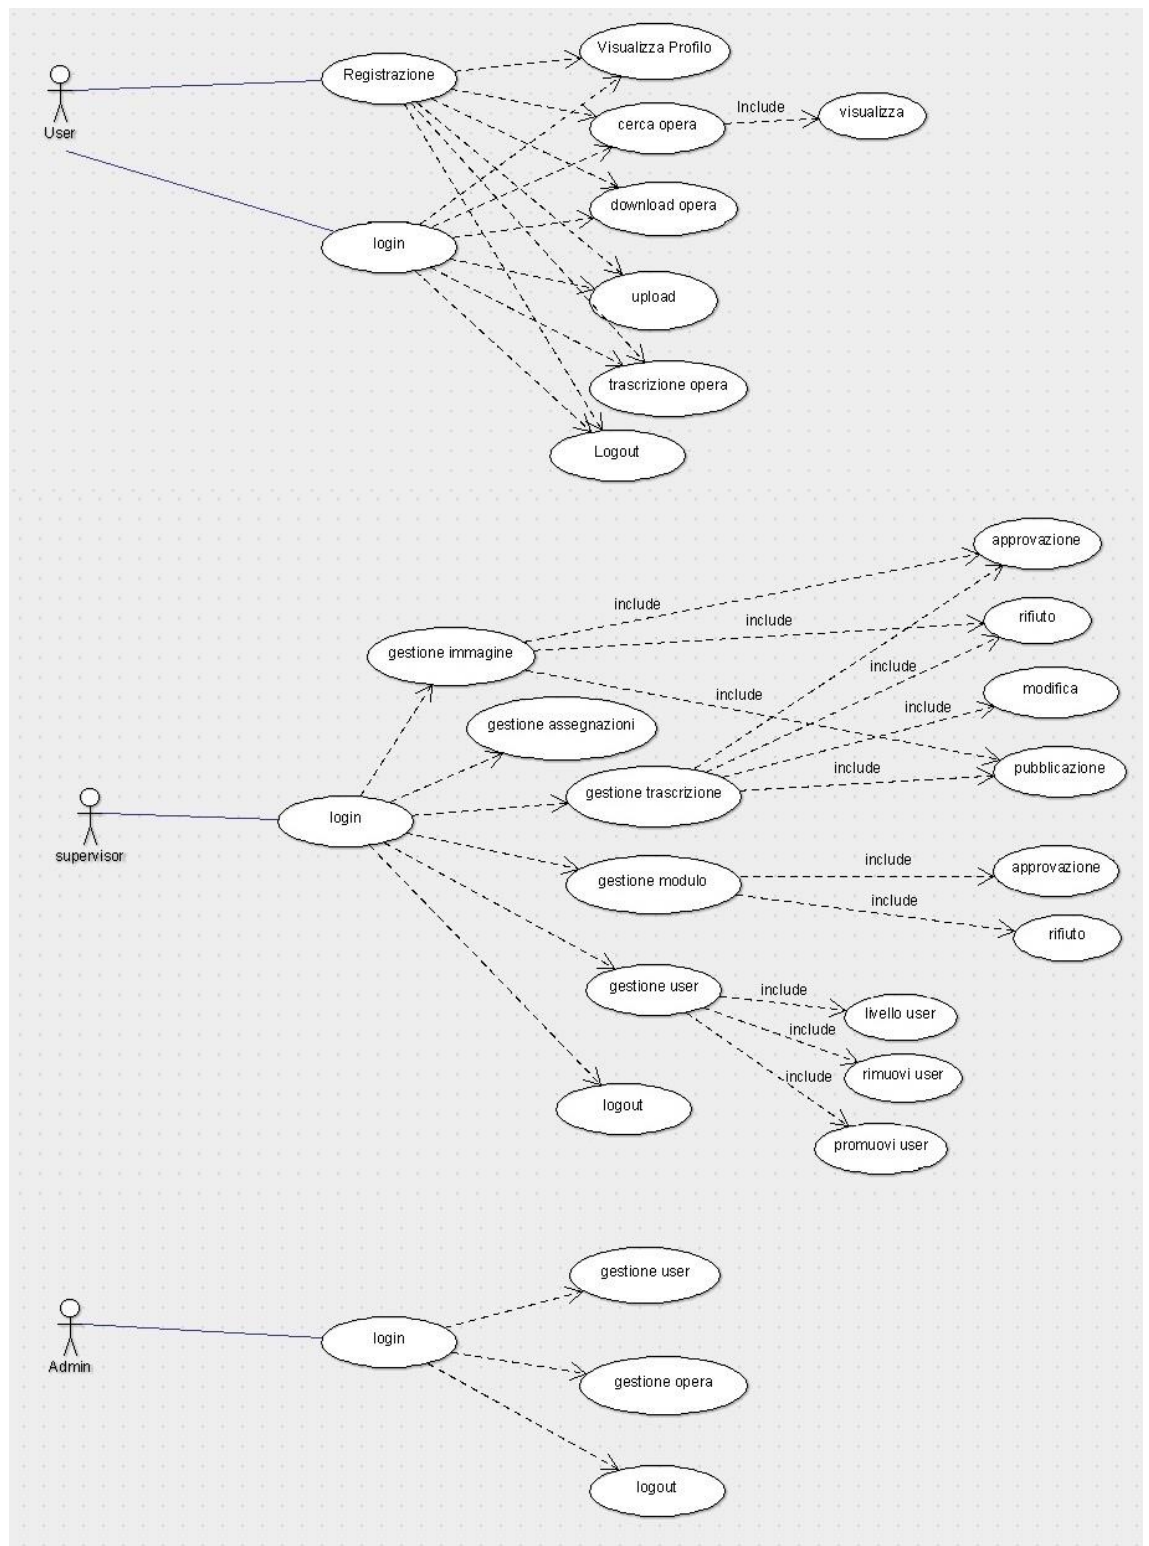 Visualizza Profilo
Registrazione
User
cerca opera
Include
visualizza
download opera
login
upload
trascrizione opera
Logout
approvazione
include
include
rifiuto
gestione immagine
include
modifica
include
include
gestione assegnazioni
include
pubblicazione
gestione trascrizione
login
supervisor
include
approvazione
gestione modulo
include
rifiuto
gestione user
include
livello user
include
rimuovi user
include
logout
promuovi user
gestione user
Admin
login
gestione opera
logout